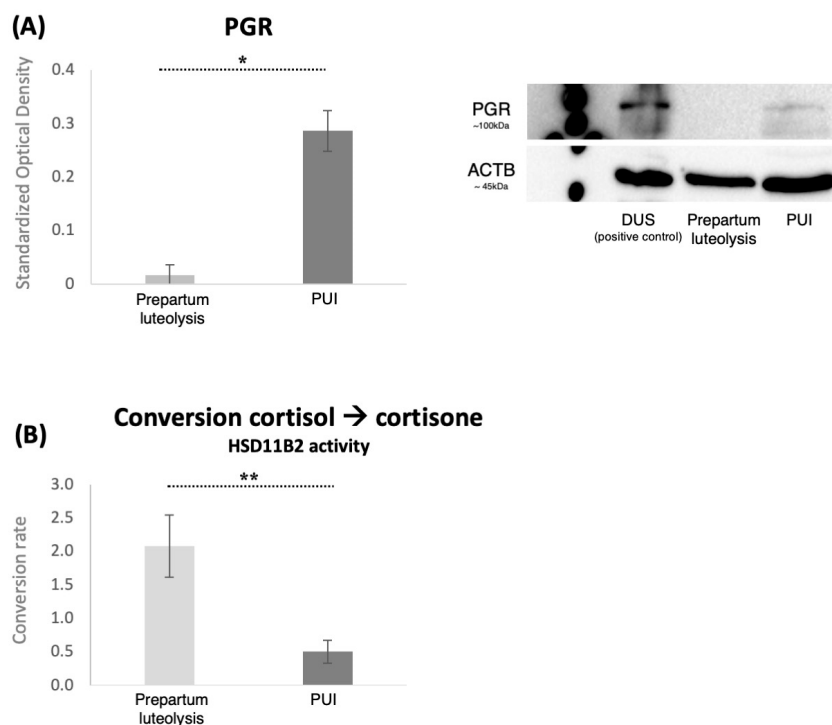 (A)
PGR
Standardized Optical Density
0.4
0.3
0.2
0.1
0
*
Prepartum
luteolysis
PUI
PGR
~100kDa
ACTB
~ 45kDa
DUS
(positive control)
Prepartum
luteolysis
PUI
(B)
Conversion cortisol → cortisone
HSD11B2 activity
Conversion rate
3.0
2.5
2.0
1.5
1.0
0.5
0.0
**
Prepartum
luteolysis
PUI